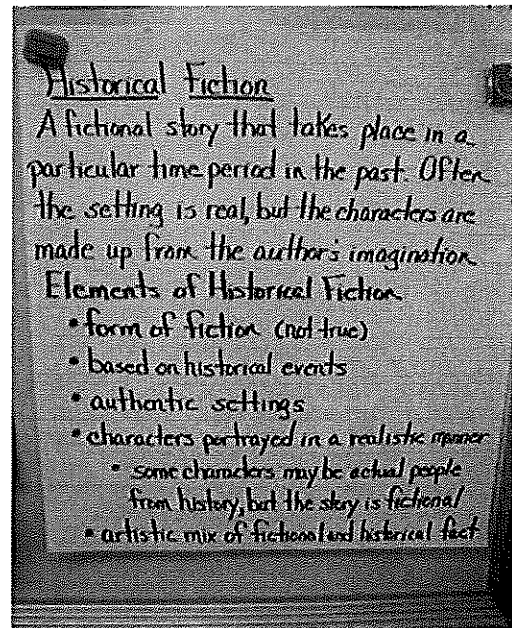 Historical Fiction
A fictional story that takes place in a
particular time period in the past. Often
the setting is real, but the characters are
made up from the author's imagination
Elements of Historical Fiction
• form of fiction (not true)
• based on historical events
• authentic settings
• characters portrayed in a realistic manner
• some characters may be actual people
from history, but the story is fictional
• artistic mix of fictional and historical fact